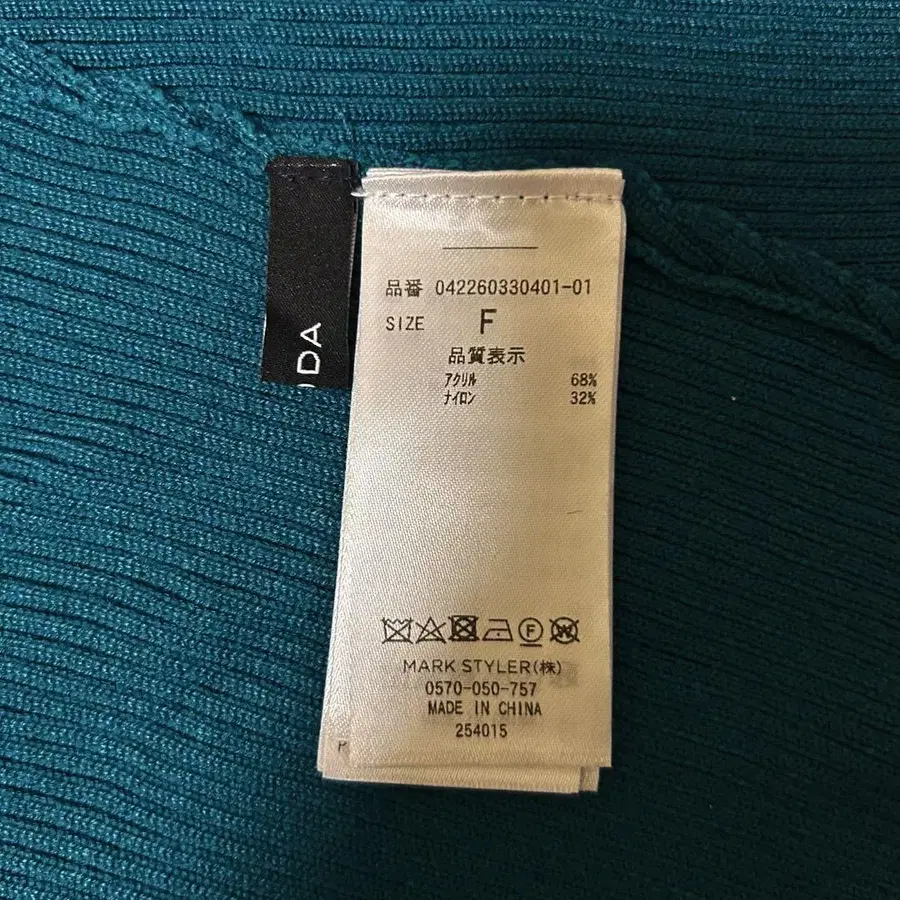 品番 042260330401-01
SIZE F
品質表示
アクリル 68%
ナイロン 32%
MARK STYLER(株)
0570-050-757
MADE IN CHINA
254015